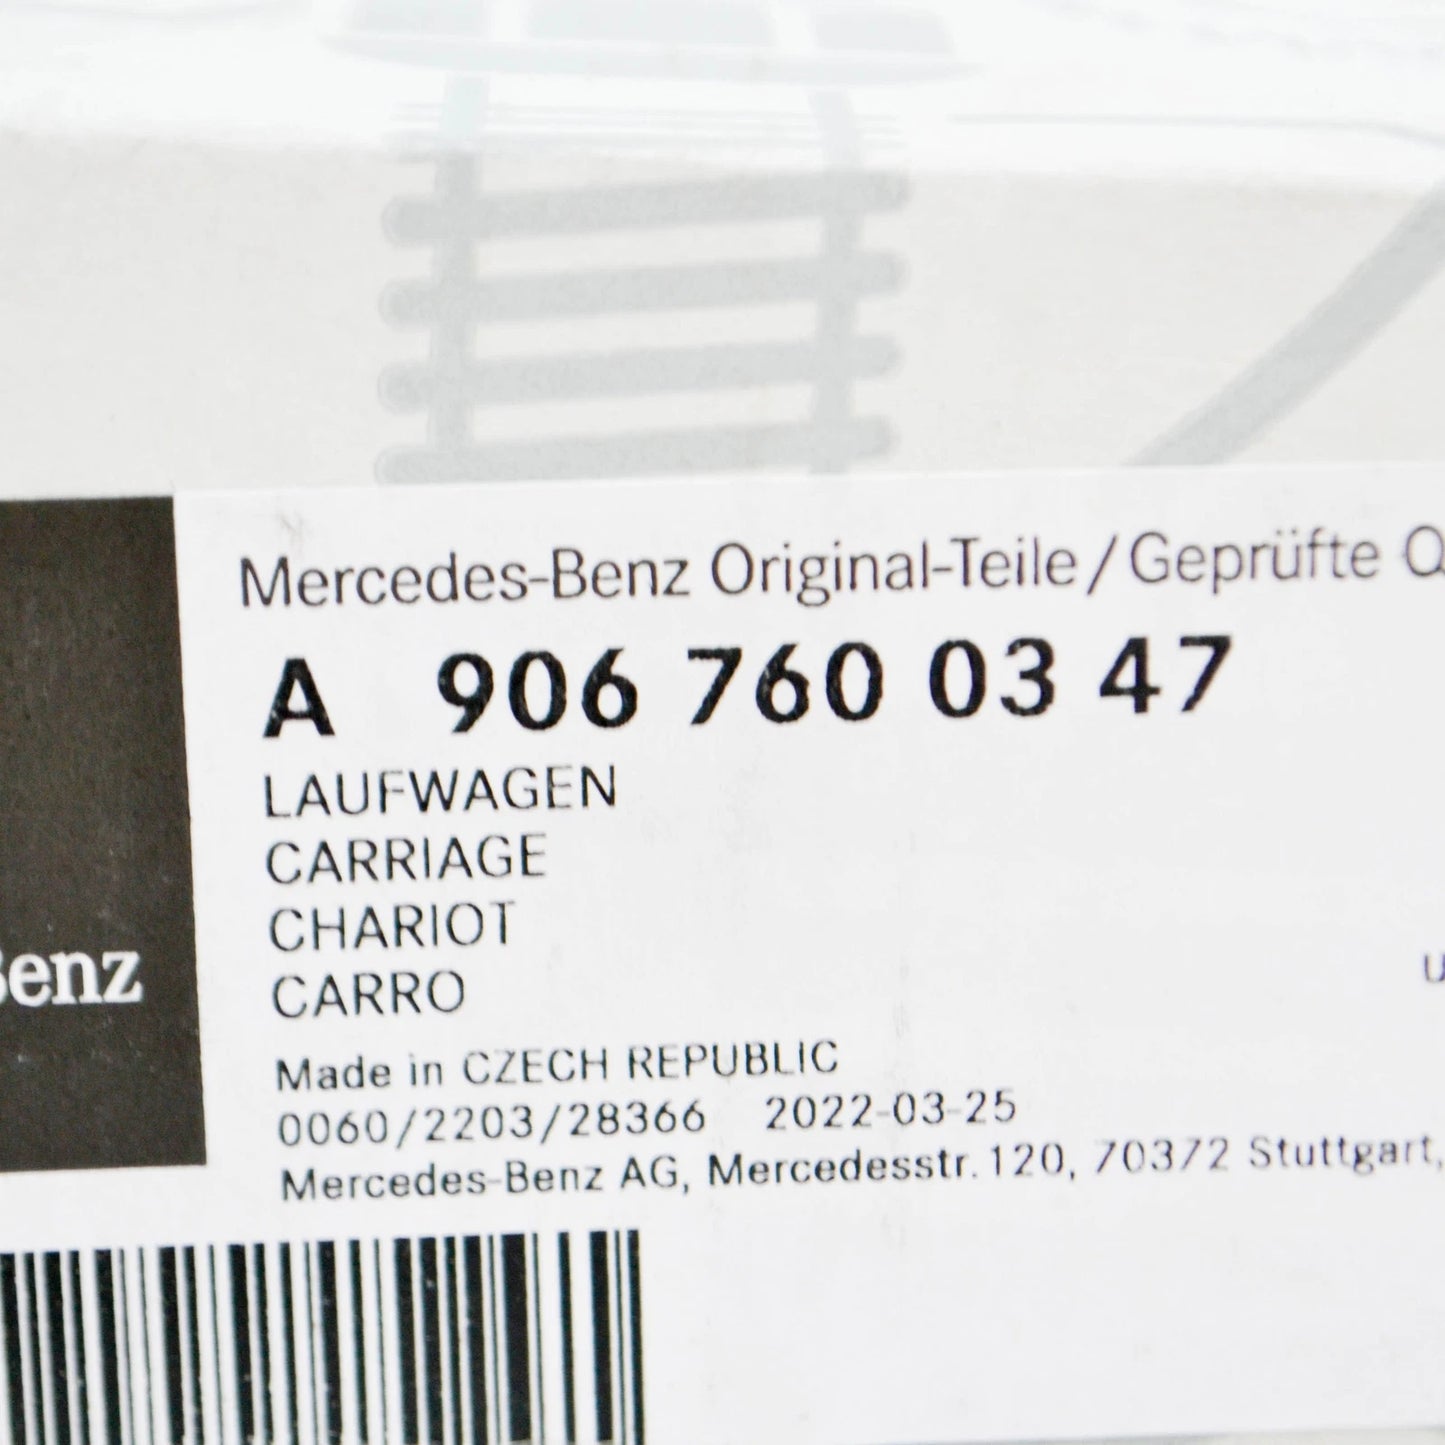 Mercedes-Benz Original-Teile/Geprüfte
A 906 760 03 47
LAUFWAGEN
CARRIAGE
CHARIOT
CARRO
Benz
Made in CZECH REPUBLIC
0060/2203/28366 2022-03-25
Mercedes-Benz AG, Mercedesstr. 120, 70372 Stuttgart,